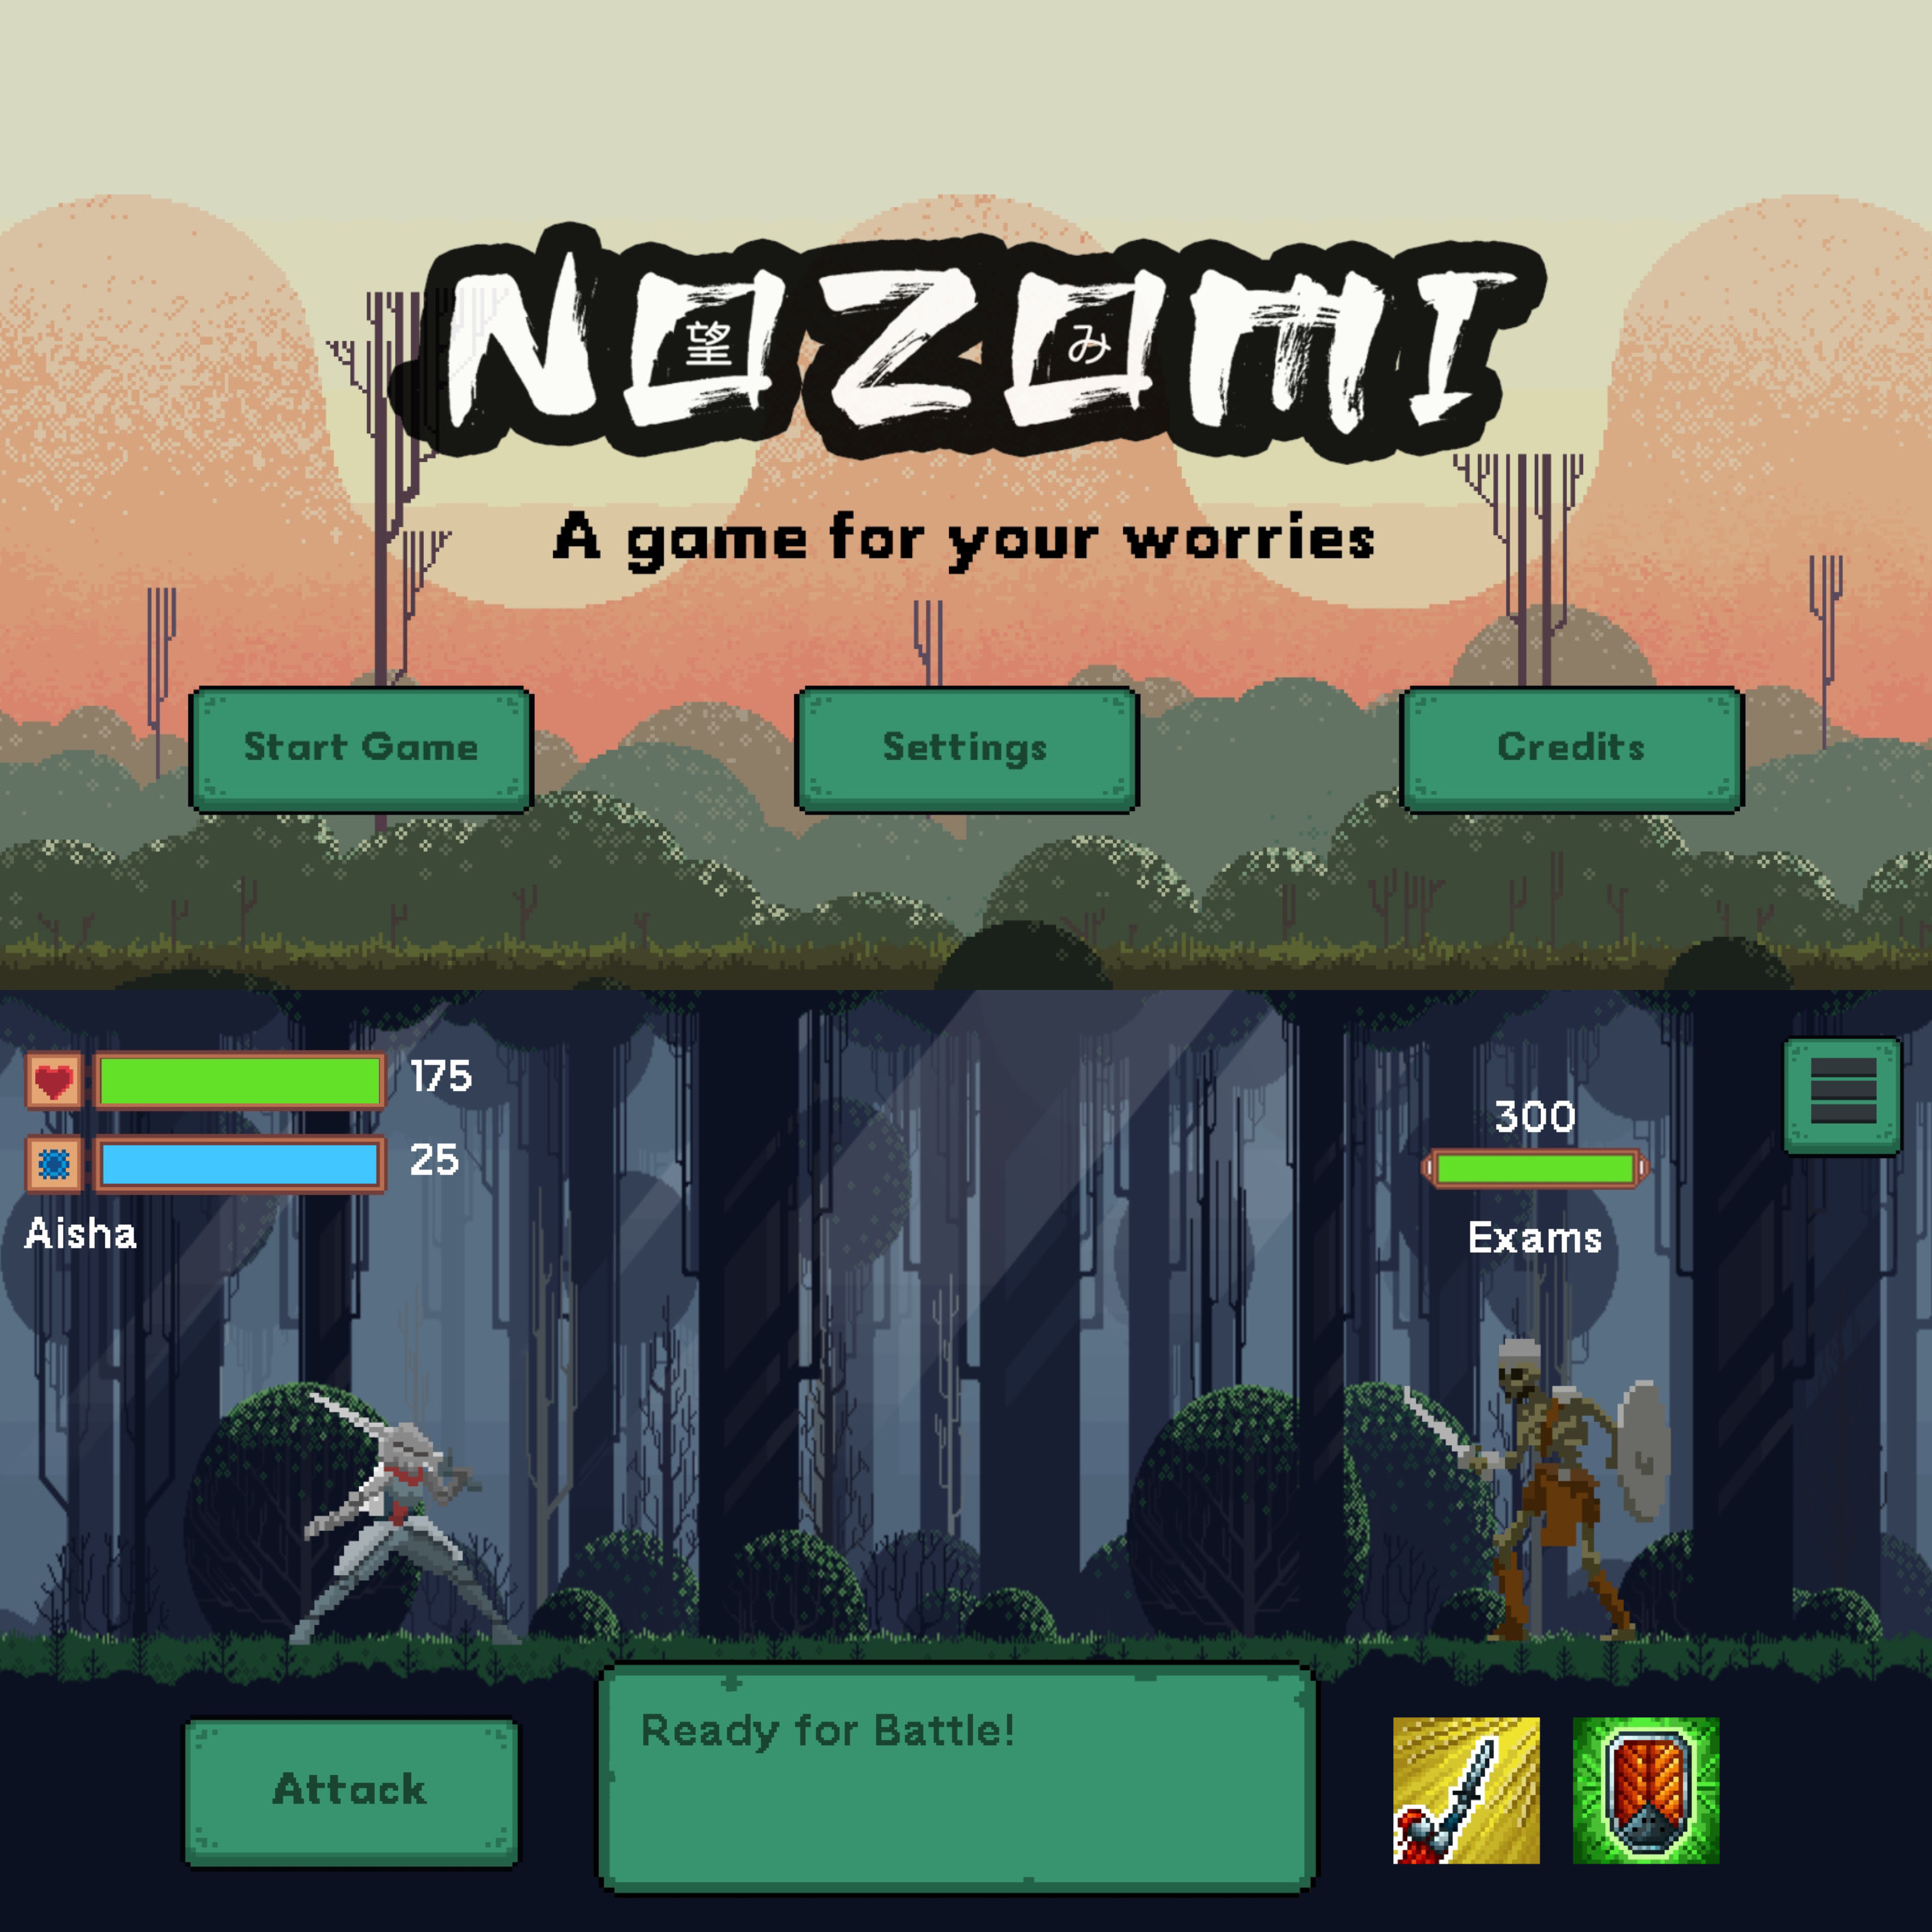 NOZOMI
望 み
A game for your worries
Start Game Settings Credits
175
25
Aisha
300
Exams
Ready for Battle!
Attack